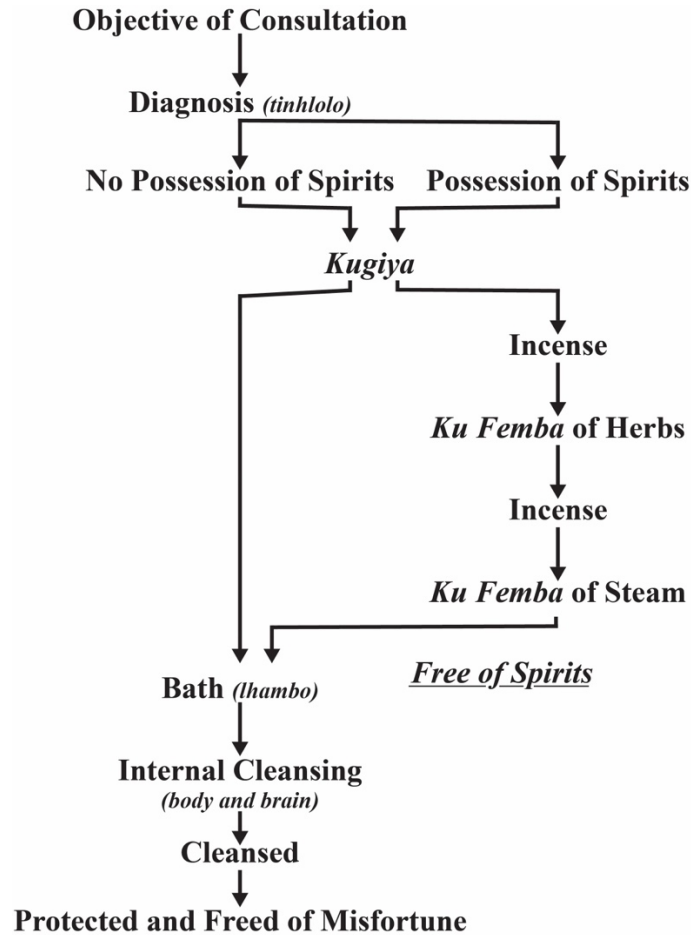 Objective of Consultation
Diagnosis (tinhlolo)
No Possession of Spirits
Possession of Spirits
Kugiya
Incense
Ku Femba of Herbs
Incense
Ku Femba of Steam
Free of Spirits
Bath (lhambo)
Internal Cleansing
(body and brain)
Cleansed
Protected and Freed of Misfortune